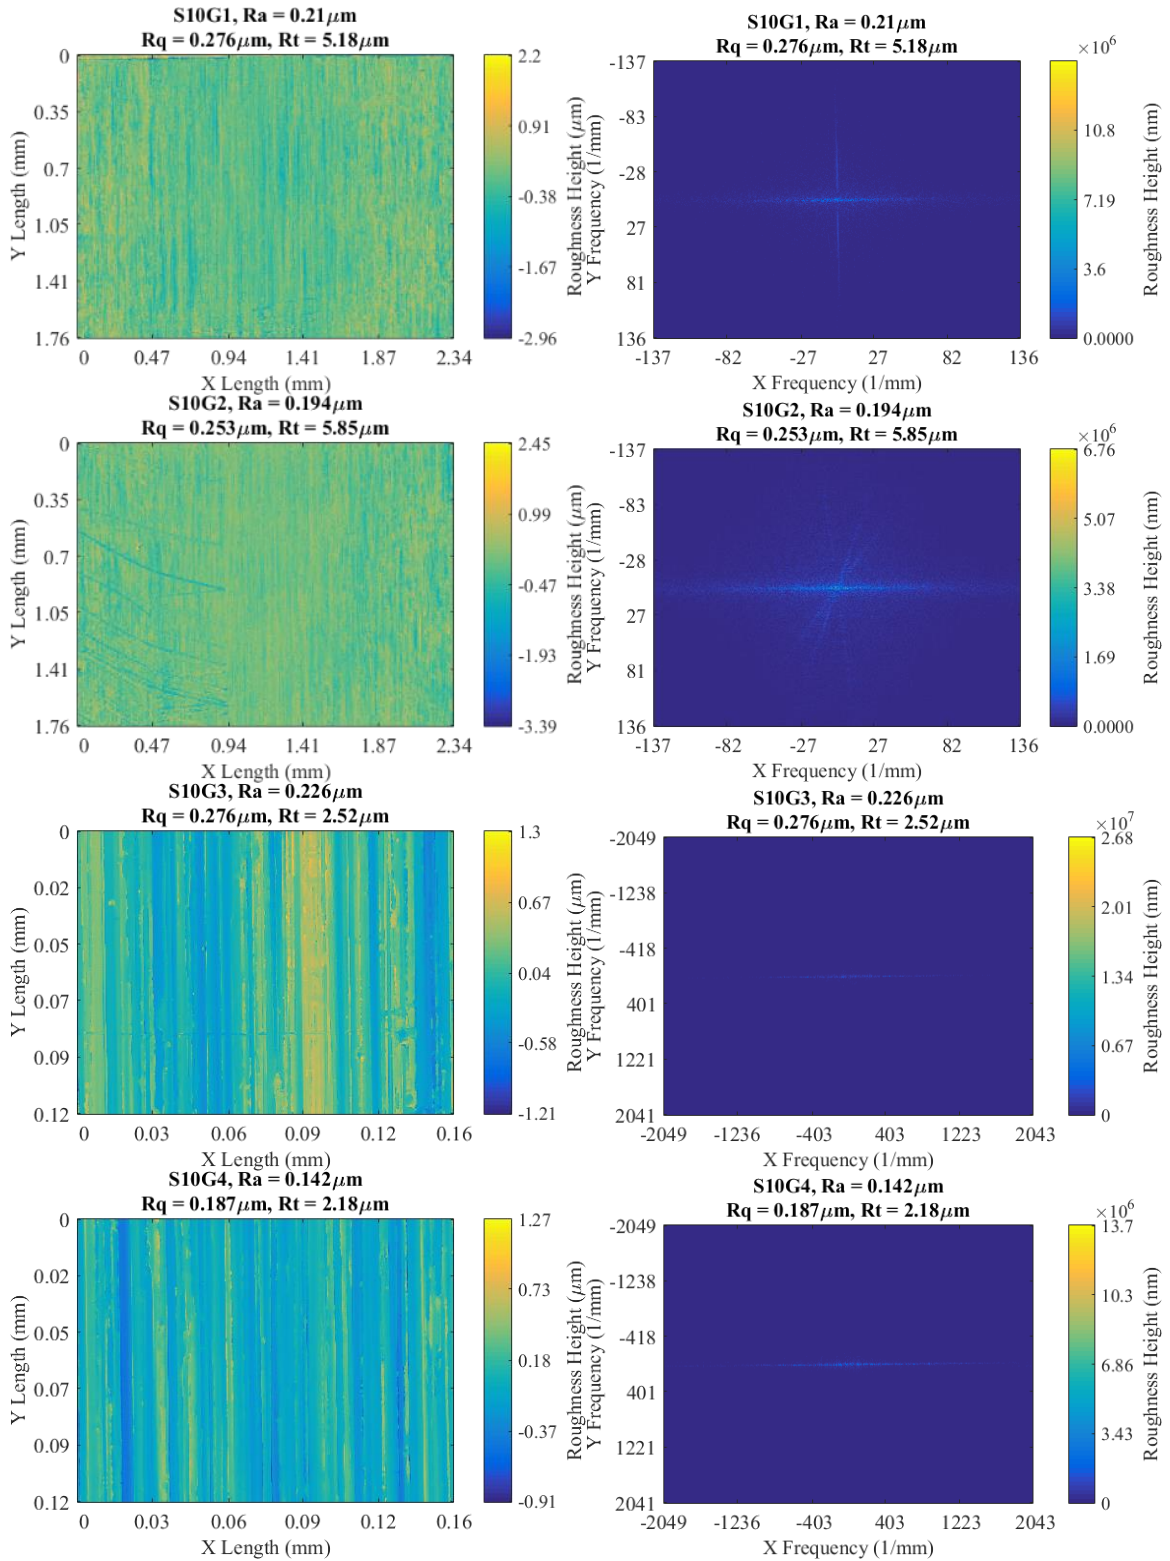 S10G1, Ra = 0.21μm
Rq = 0.276μm, Rt = 5.18μm
0
0.35
0.7
1.05
1.41
1.76
Y Length (mm)
0 0.47 0.94 1.41 1.87 2.34
X Length (mm)
2.2
0.91
-0.38
-1.67
-2.96
Roughness Height (μm)
S10G1, Ra = 0.21μm
Rq = 0.276μm, Rt = 5.18μm
-137
-83
-28
27
81
136
Y Frequency (1/mm)
-137 -82 -27 27 82 136
X Frequency (1/mm)
×10⁶
10.8
7.19
3.6
0.0000
Roughness Height (nm)
S10G2, Ra = 0.194μm
Rq = 0.253μm, Rt = 5.85μm
0
0.35
0.7
1.05
1.41
1.76
Y Length (mm)
0 0.47 0.94 1.41 1.87 2.34
X Length (mm)
2.45
0.99
-0.47
-1.93
-3.39
Roughness Height (μm)
S10G2, Ra = 0.194μm
Rq = 0.253μm, Rt = 5.85μm
-137
-83
-28
27
81
136
Y Frequency (1/mm)
-137 -82 -27 27 82 136
X Frequency (1/mm)
×10⁶
6.76
5.07
3.38
1.69
0.0000
Roughness Height (nm)
S10G3, Ra = 0.226μm
Rq = 0.276μm, Rt = 2.52μm
0
0.02
0.05
0.07
0.09
0.12
Y Length (mm)
0 0.03 0.06 0.09 0.12 0.16
X Length (mm)
1.3
0.67
0.04
-0.58
-1.21
Roughness Height (μm)
S10G3, Ra = 0.226μm
Rq = 0.276μm, Rt = 2.52μm
-2049
-1238
-418
401
1221
2041
Y Frequency (1/mm)
-2049 -1236 -403 403 1223 2043
X Frequency (1/mm)
×10⁷
2.68
2.01
1.34
0.67
0
Roughness Height (nm)
S10G4, Ra = 0.142μm
Rq = 0.187μm, Rt = 2.18μm
0
0.02
0.05
0.07
0.09
0.12
Y Length (mm)
0 0.03 0.06 0.09 0.12 0.16
X Length (mm)
1.27
0.73
0.18
-0.37
-0.91
Roughness Height (μm)
S10G4, Ra = 0.142μm
Rq = 0.187μm, Rt = 2.18μm
-2049
-1238
-418
401
1221
2041
Y Frequency (1/mm)
-2049 -1236 -403 403 1223 2043
X Frequency (1/mm)
×10⁶
13.7
10.3
6.86
3.43
0
Roughness Height (nm)